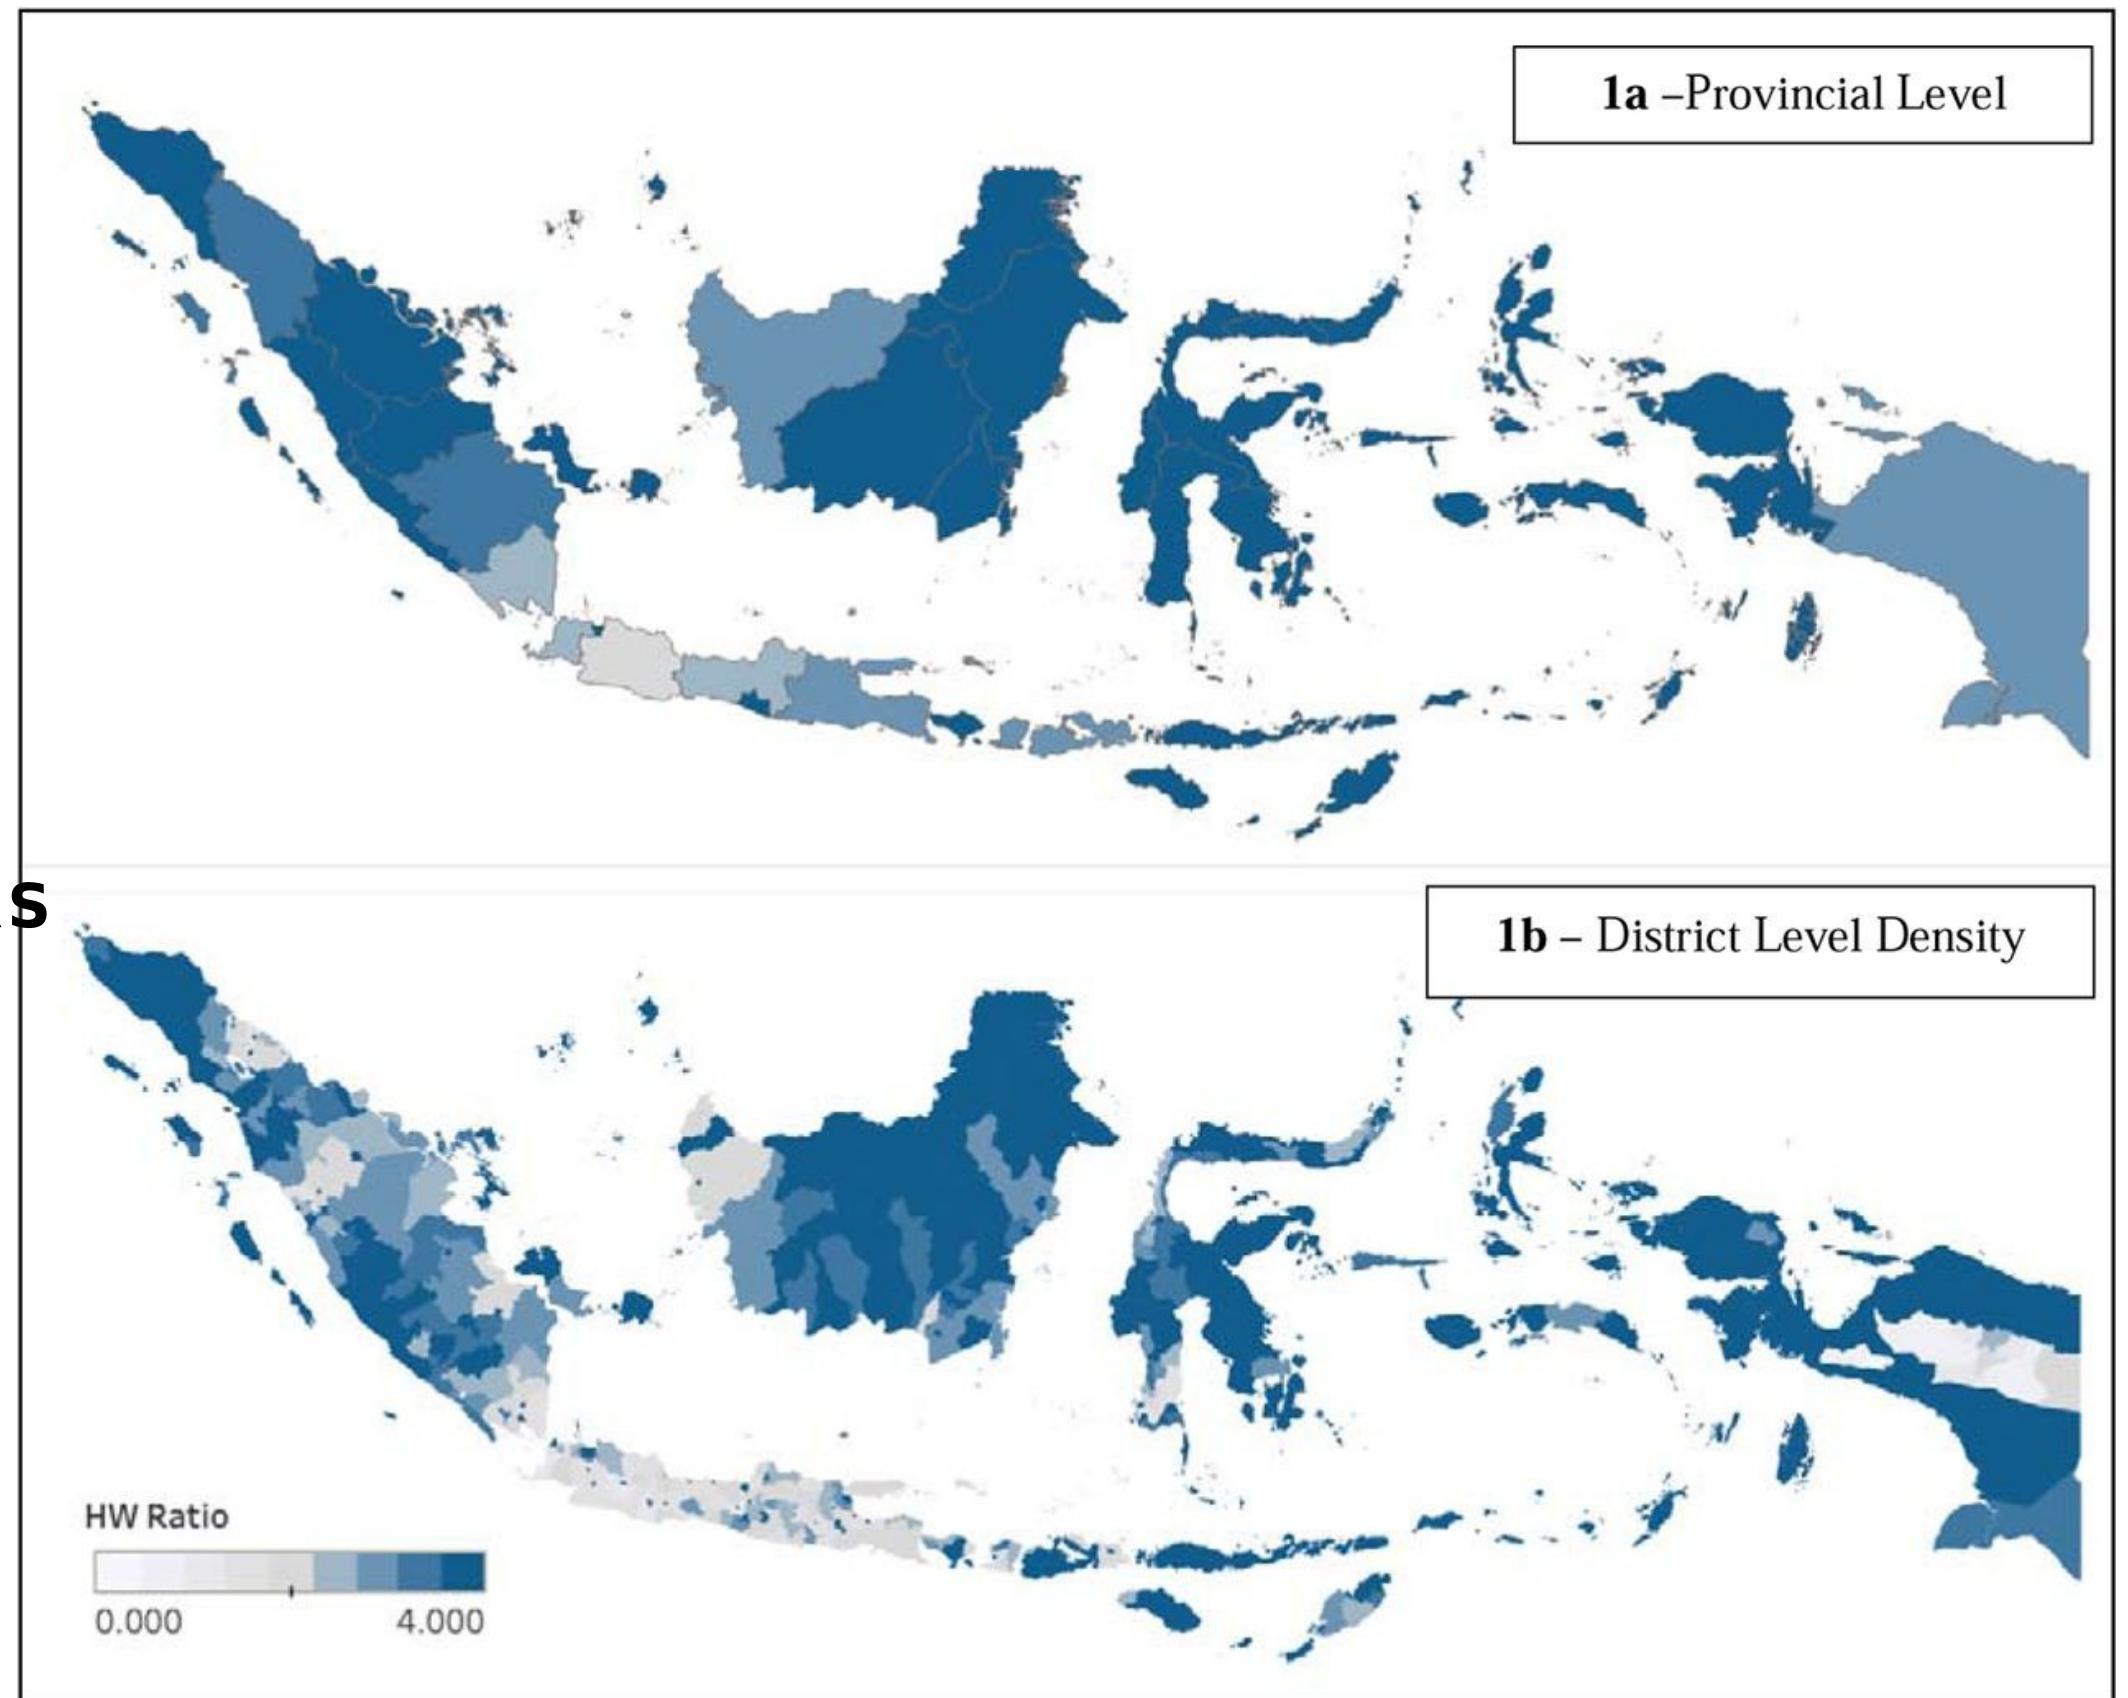 1a –Provincial Level
s
1b – District Level Density
HW Ratio
0.000 4.000